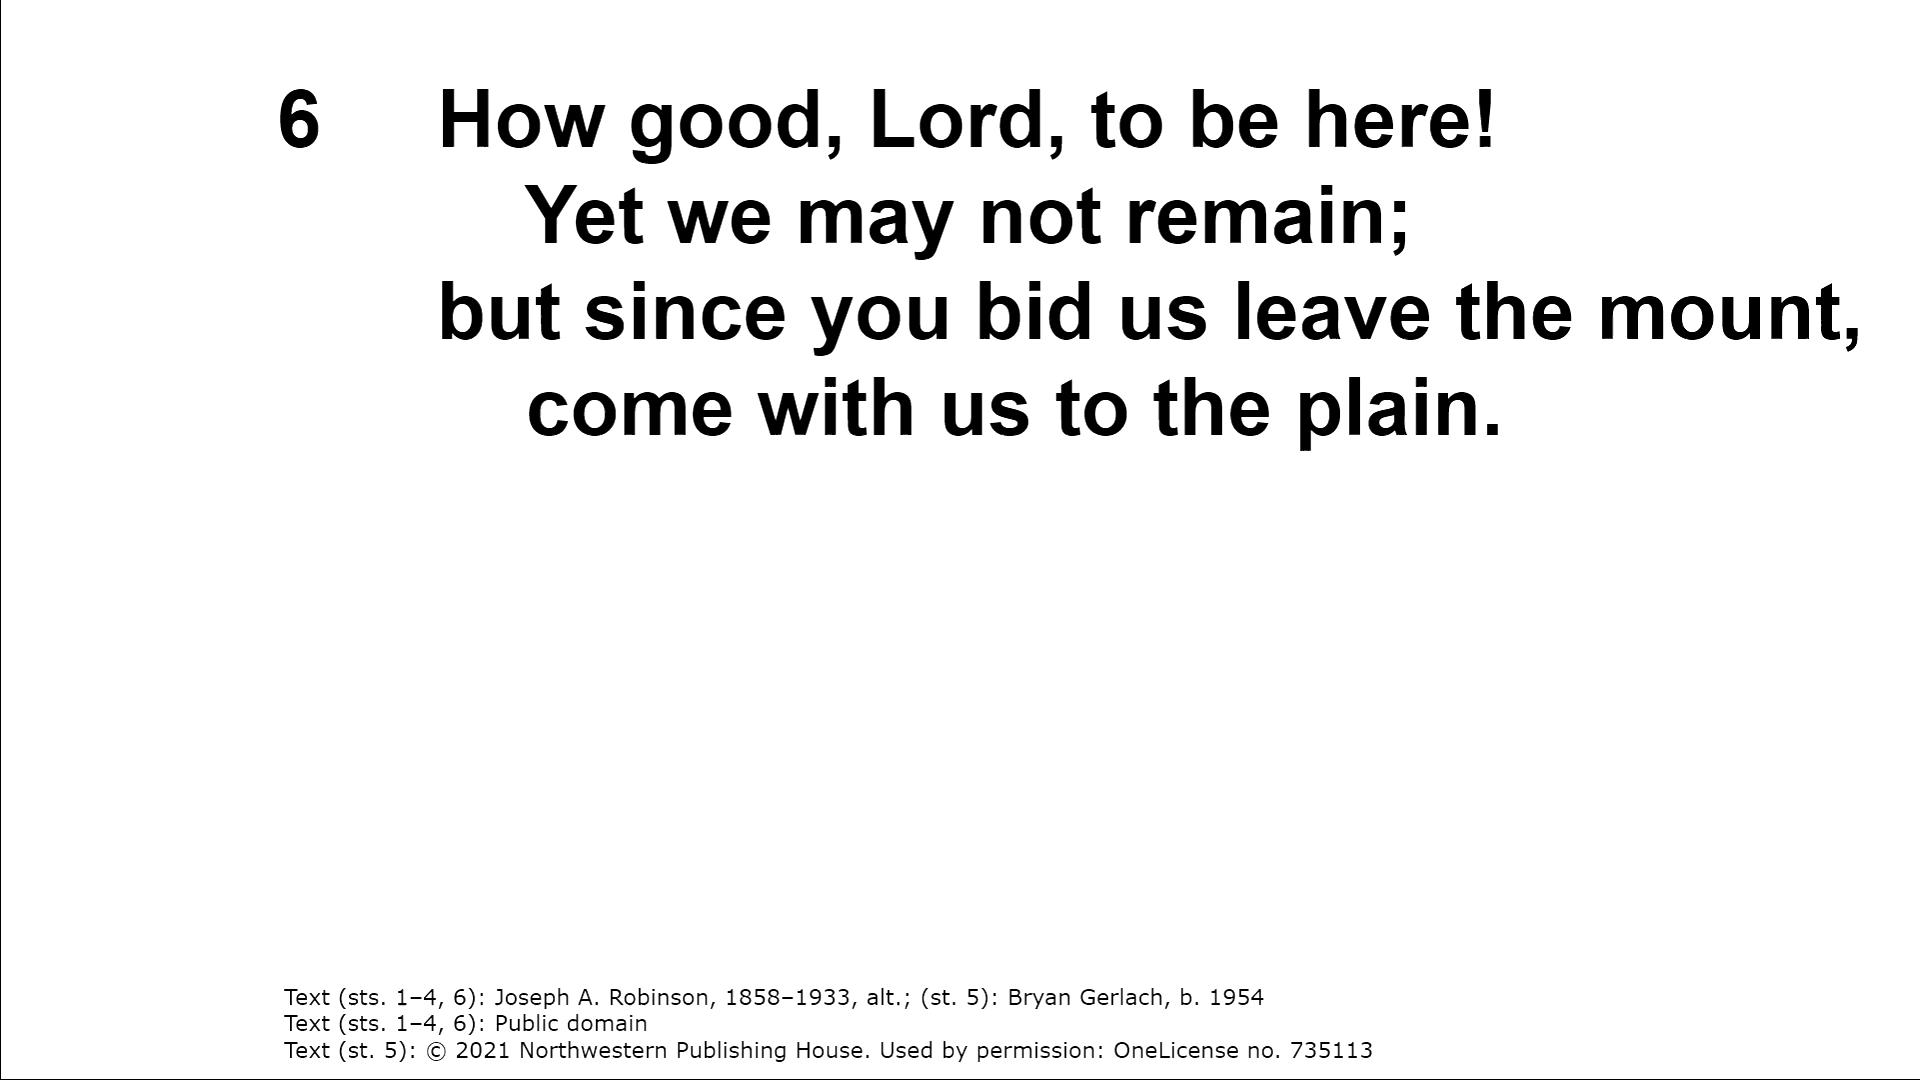 6 How good, Lord, to be here!
Yet we may not remain;
but since you bid us leave the mount,
come with us to the plain.
Text (sts. 1–4, 6): Joseph A. Robinson, 1858–1933, alt.; (st. 5): Bryan Gerlach, b. 1954
Text (sts. 1–4, 6): Public domain
Text (st. 5): © 2021 Northwestern Publishing House. Used by permission: OneLicense no. 735113